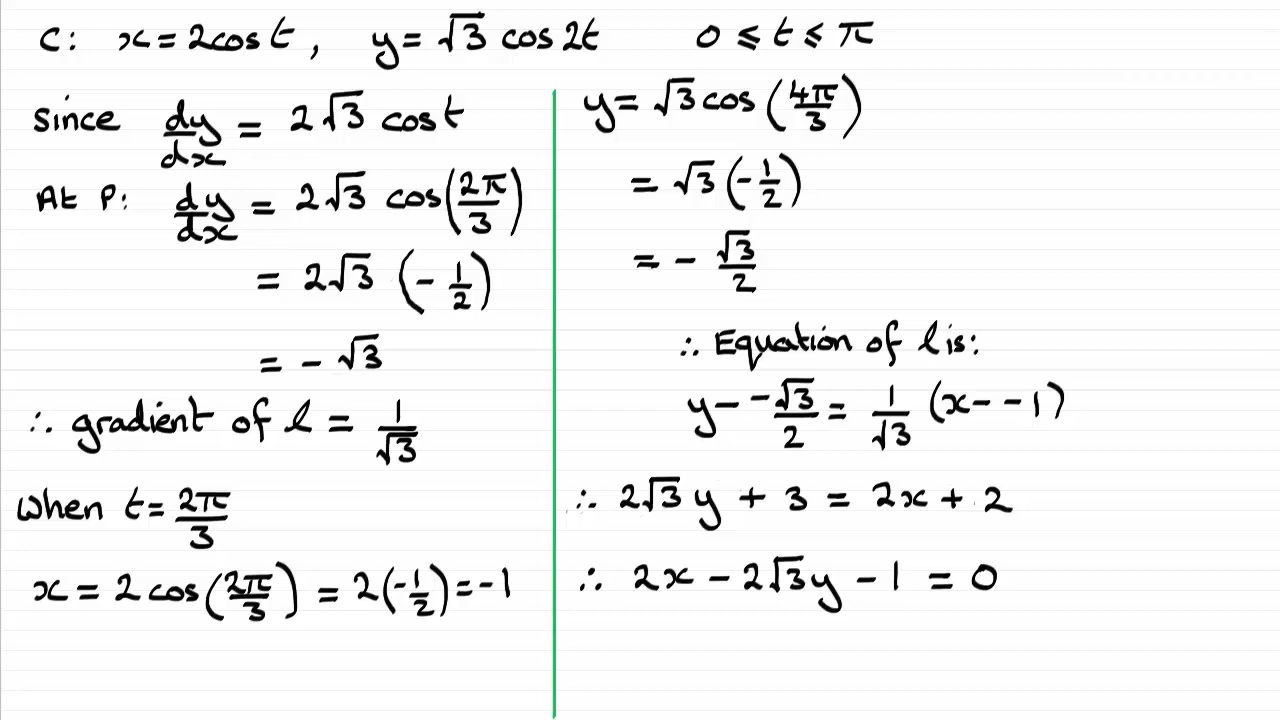 C: x = 2cos t, y = √3 cos 2t 0 ≤ t ≤ π
since dy/dx = 2√3 cos t
At P: dy/dx = 2√3 cos(2π/3)
= 2√3 (-1/2)
= -√3
∴ gradient of l = 1/√3
When t = 2π/3
x = 2 cos(2π/3) = 2(-1/2) = -1
y = √3 cos(4π/3)
= √3 (-1/2)
= - √3/2
∴ Equation of l is:
y - -√3/2 = 1/√3 (x - -1)
∴ 2√3 y + 3 = 2x + 2
∴ 2x - 2√3y - 1 = 0